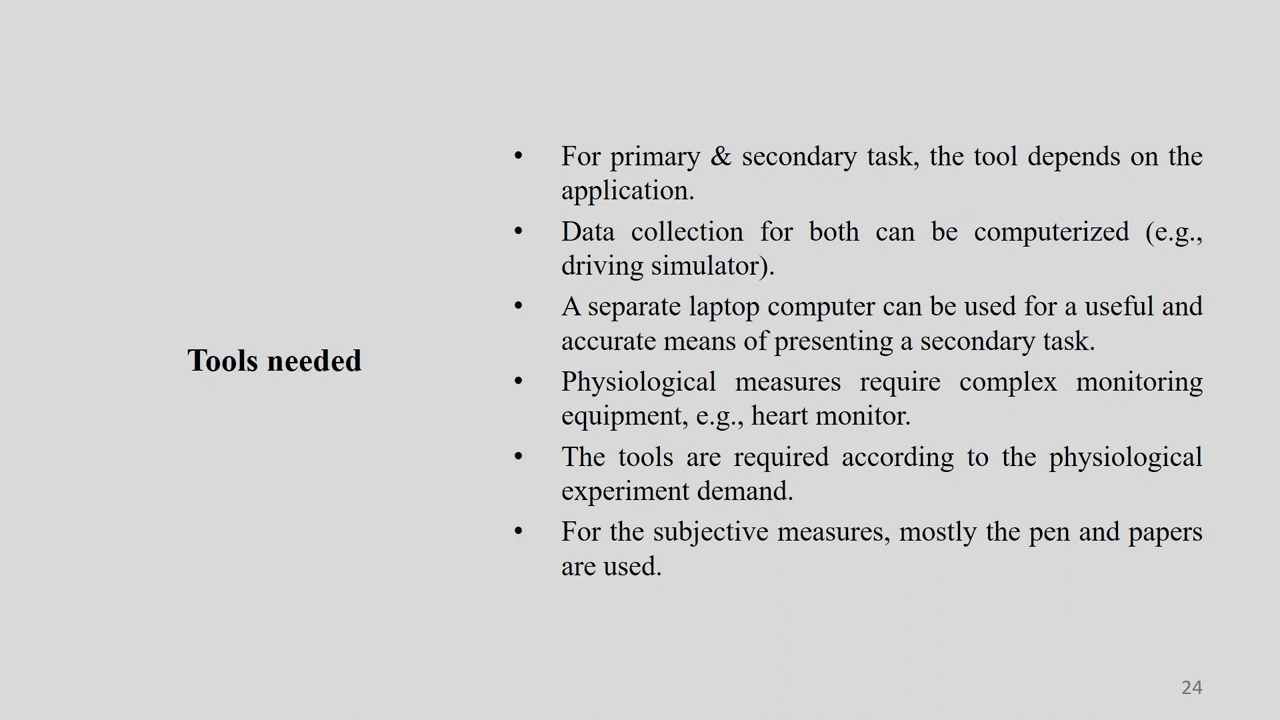 Tools needed
• For primary & secondary task, the tool depends on the
application.
• Data collection for both can be computerized (e.g.,
driving simulator).
• A separate laptop computer can be used for a useful and
accurate means of presenting a secondary task.
• Physiological measures require complex monitoring
equipment, e.g., heart monitor.
• The tools are required according to the physiological
experiment demand.
• For the subjective measures, mostly the pen and papers
are used.
24